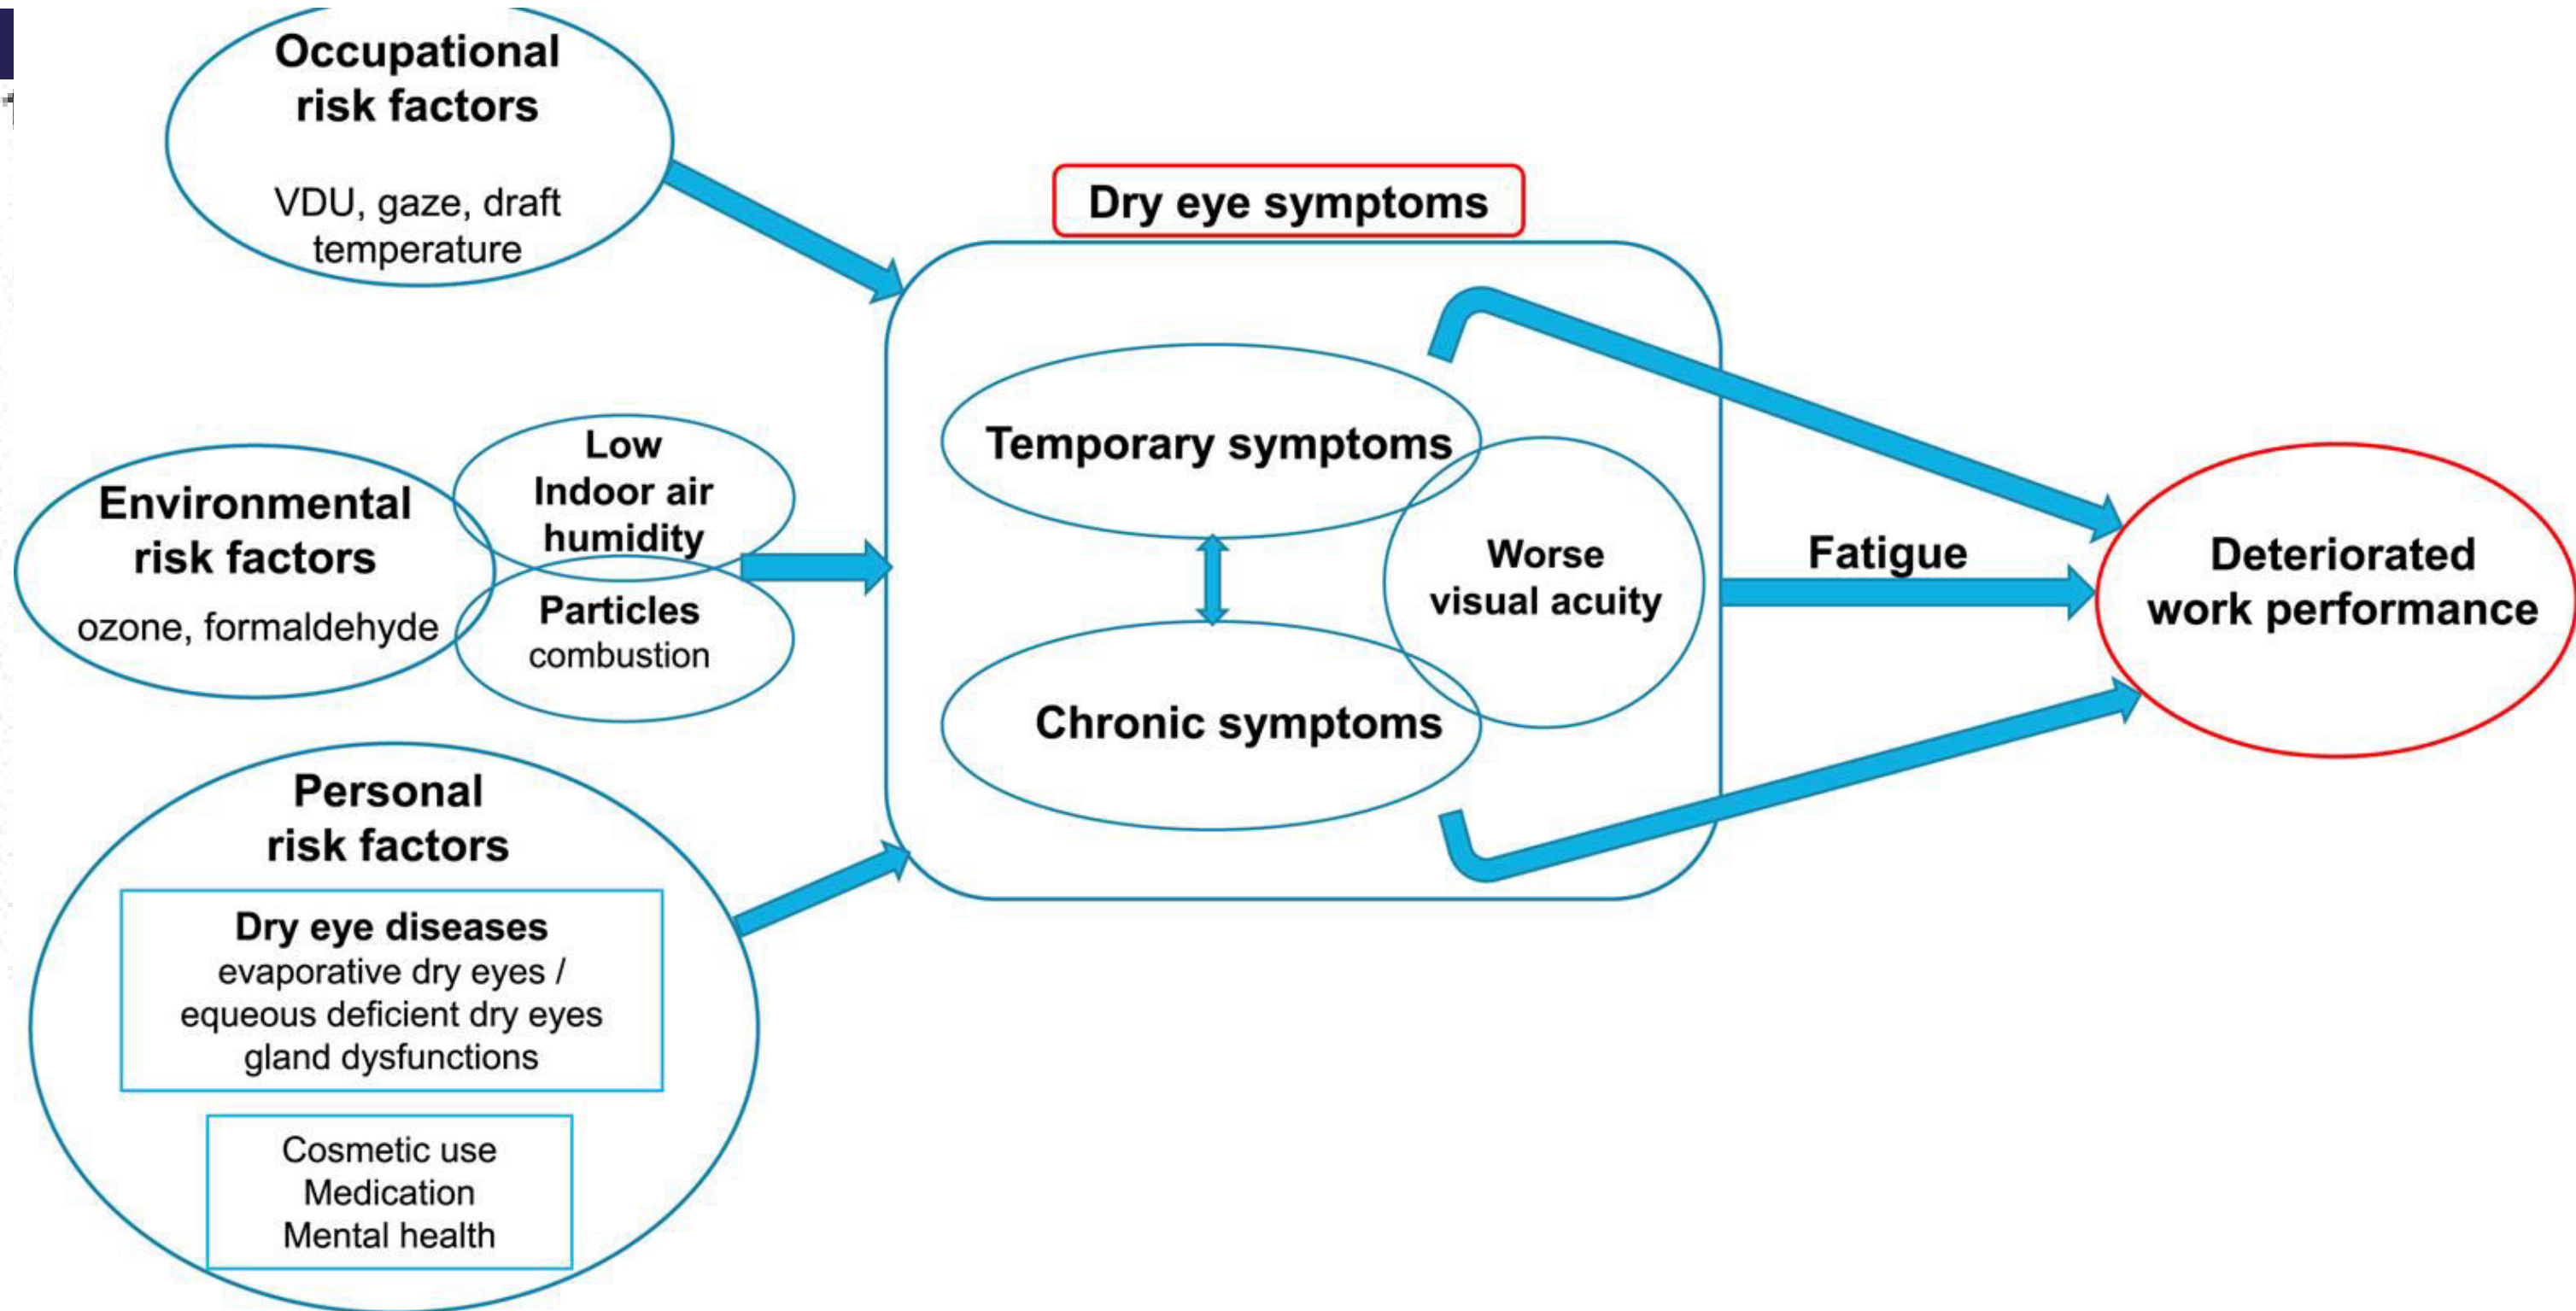 Occupational
risk factors
VDU, gaze, draft
temperature
Dry eye symptoms
Low
Indoor air
humidity
Environmental
risk factors
ozone, formaldehyde
Particles
combustion
Personal
risk factors
Dry eye diseases
evaporative dry eyes /
equeous deficient dry eyes
gland dysfunctions
Cosmetic use
Medication
Mental health
Temporary symptoms
Worse
visual acuity
Chronic symptoms
Fatigue
Deteriorated
work performance